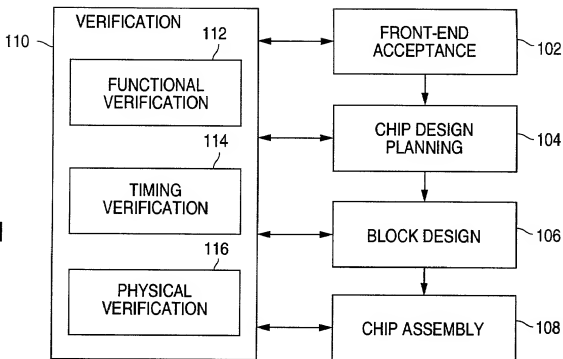 VERIFICATION
110
112
FUNCTIONAL
VERIFICATION
114
TIMING
VERIFICATION
116
PHYSICAL
VERIFICATION
FRONT-END
ACCEPTANCE
102
CHIP DESIGN
PLANNING
104
BLOCK DESIGN
106
CHIP ASSEMBLY
108